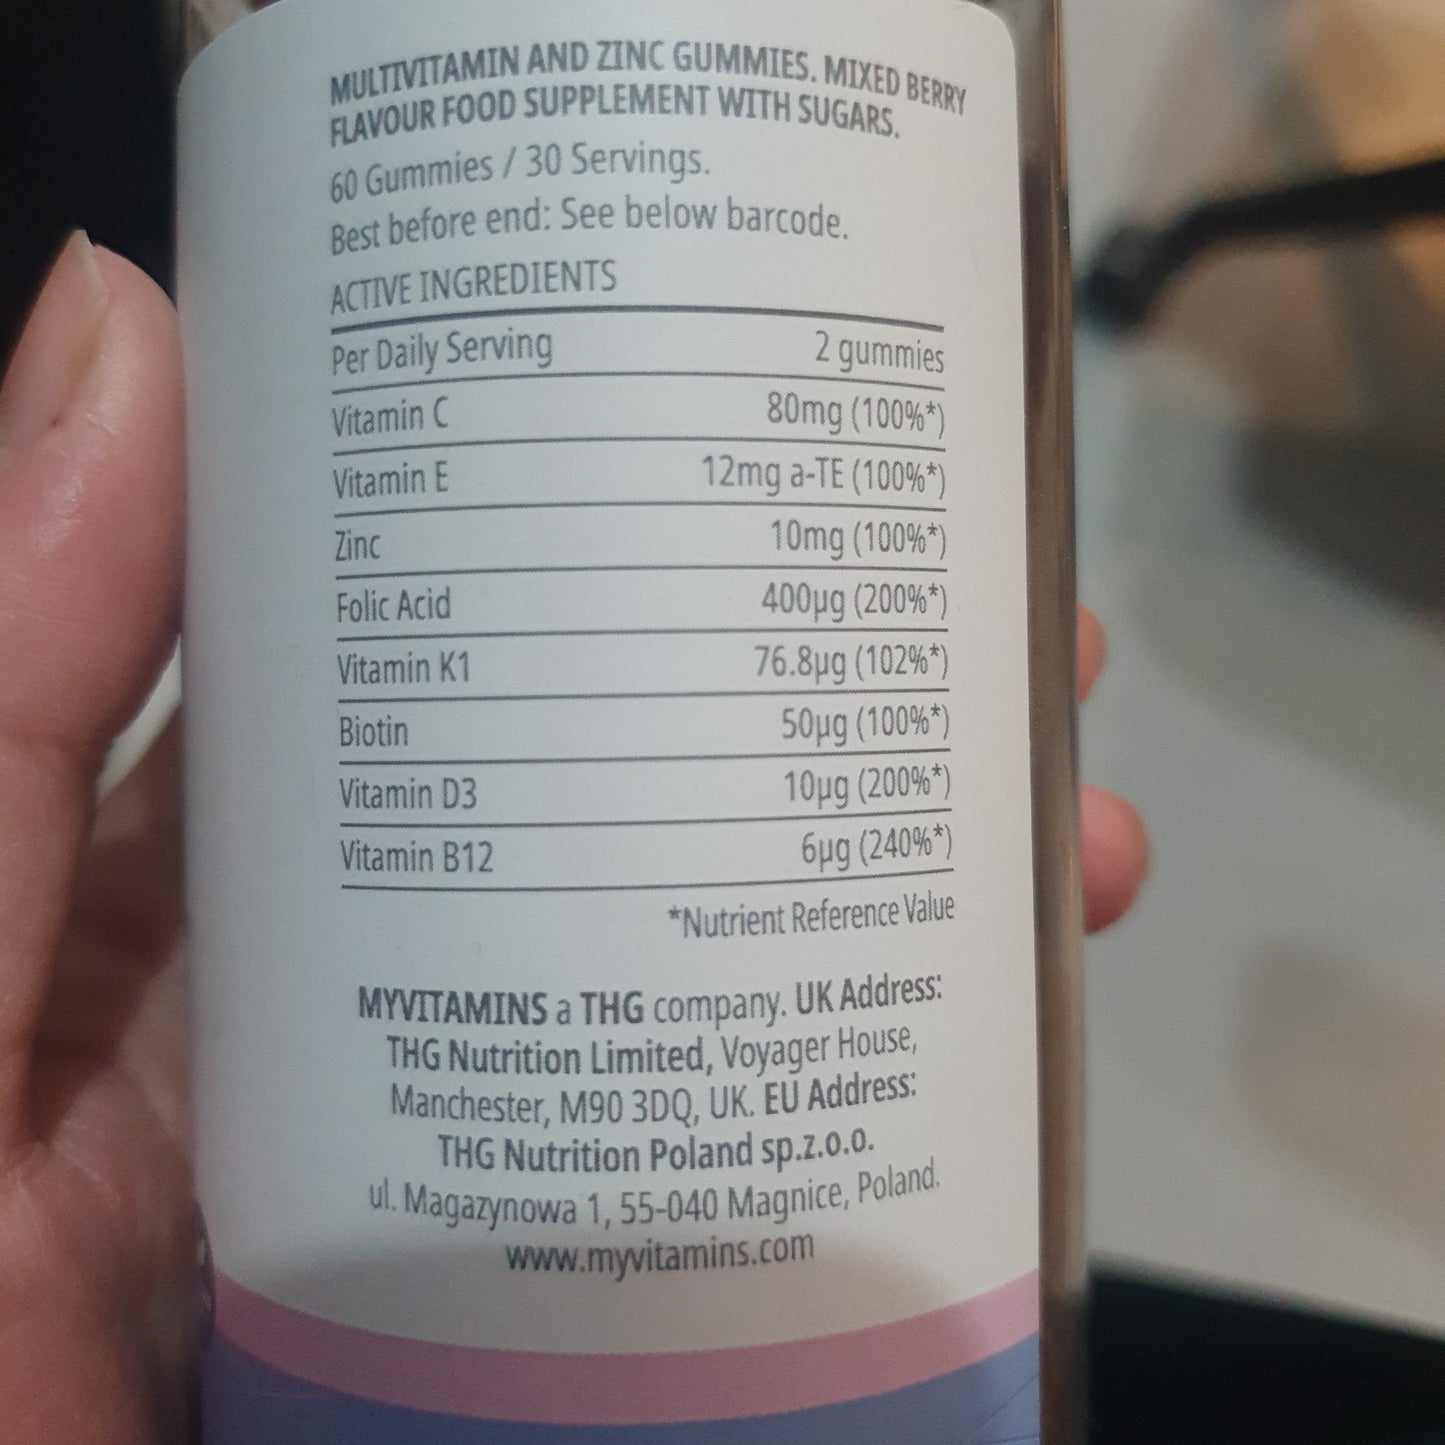 MULTIVITAMIN AND ZINC GUMMIES. MIXED BERRY
FLAVOUR FOOD SUPPLEMENT WITH SUGARS.
60 Gummies / 30 Servings.
Best before end: See below barcode.
ACTIVE INGREDIENTS
Per Daily Serving 2 gummies
Vitamin C 80mg (100%*)
Vitamin E 12mg a-TE (100%*)
Zinc 10mg (100%*)
Folic Acid 400µg (200%*)
Vitamin K1 76.8µg (102%*)
Biotin 50µg (100%*)
Vitamin D3 10µg (200%*)
Vitamin B12 6µg (240%*)
*Nutrient Reference Value
MYVITAMINS a THG company. UK Address:
THG Nutrition Limited, Voyager House,
Manchester, M90 3DQ, UK. EU Address:
THG Nutrition Poland sp.z.o.o.
ul. Magazynowa 1, 55-040 Magnice, Poland.
www.myvitamins.com